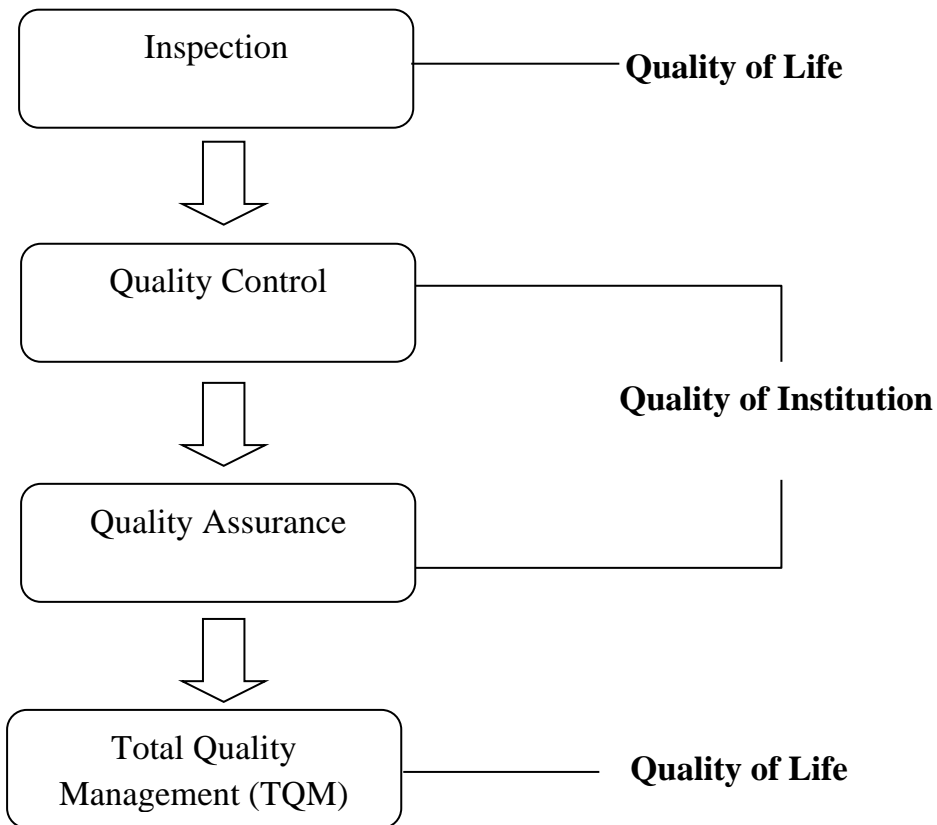 Inspection
Quality of Life
Quality Control
Quality of Institution
Quality Assurance
Total Quality
Management (TQM)
Quality of Life